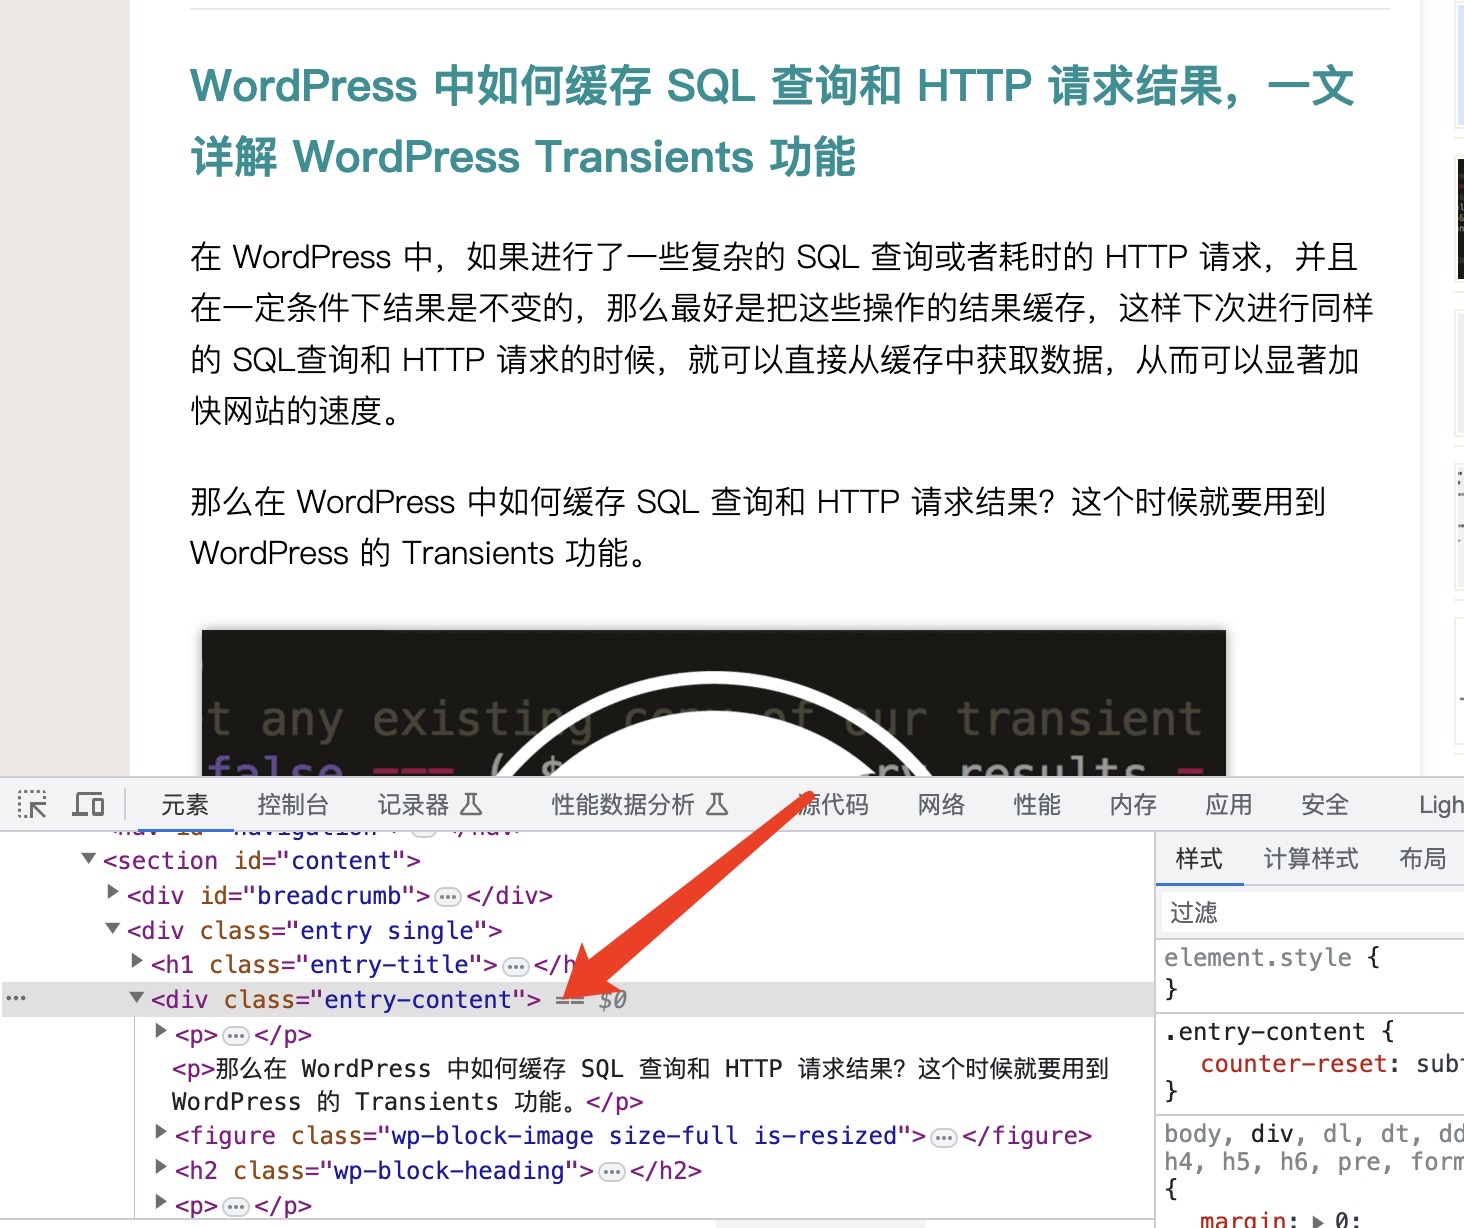 WordPress 中如何缓存 SQL 查询和 HTTP 请求结果，一文
详解 WordPress Transients 功能
在 WordPress 中，如果进行了一些复杂的 SQL 查询或者耗时的 HTTP 请求，并且
在一定条件下结果是不变的，那么最好是把这些操作的结果缓存，这样下次进行同样
的 SQL查询和 HTTP 请求的时候，就可以直接从缓存中获取数据，从而可以显著加
快网站的速度。
那么在 WordPress 中如何缓存 SQL 查询和 HTTP 请求结果？这个时候就要用到
WordPress 的 Transients 功能。
t any existing copy of our transient
false === ( $ ry results =
元素 控制台 记录器 性能数据分析 源代码 网络 性能 内存 应用 安全 Ligh
<nav id="navigation">…</nav>
<section id="content">
<div id="breadcrumb">…</div>
<div class="entry single">
<h1 class="entry-title">…</h
… <div class="entry-content"> == $0
<p>…</p>
<p>那么在 WordPress 中如何缓存 SQL 查询和 HTTP 请求结果？这个时候就要用到
WordPress 的 Transients 功能。</p>
<figure class="wp-block-image size-full is-resized">…</figure>
<h2 class="wp-block-heading">…</h2>
<p>…</p>
样式 计算样式 布局
过滤
element.style {
}
.entry-content {
counter-reset: subt
}
body, div, dl, dt, dd
h4, h5, h6, pre, form
{
margin: ▶ 0;